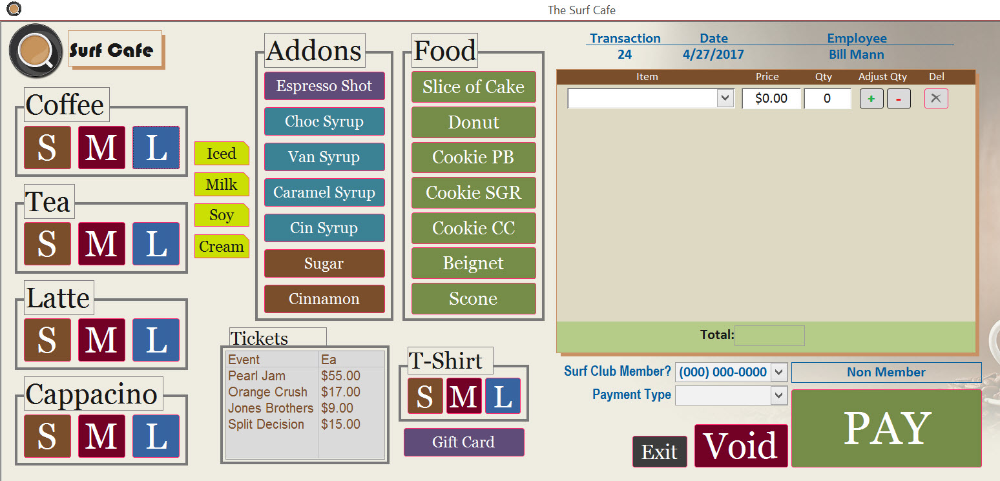 The Surf Cafe
Surf Cafe
Coffee
S M L
Tea
S M L
Latte
S M L
Cappacino
S M L
Iced
Milk
Soy
Cream
Addons
Espresso Shot
Choc Syrup
Van Syrup
Caramel Syrup
Cin Syrup
Sugar
Cinnamon
Food
Slice of Cake
Donut
Cookie PB
Cookie SGR
Cookie CC
Beignet
Scone
Tickets
Event Ea
Pearl Jam $55.00
Orange Crush $17.00
Jones Brothers $9.00
Split Decision $15.00
T-Shirt
S M L
Gift Card
Transaction Date Employee
24 4/27/2017 Bill Mann
Item Price Qty Adjust Qty Del
$0.00 0 + -
Total:
Surf Club Member? (000) 000-0000 Non Member
Payment Type
Exit Void PAY